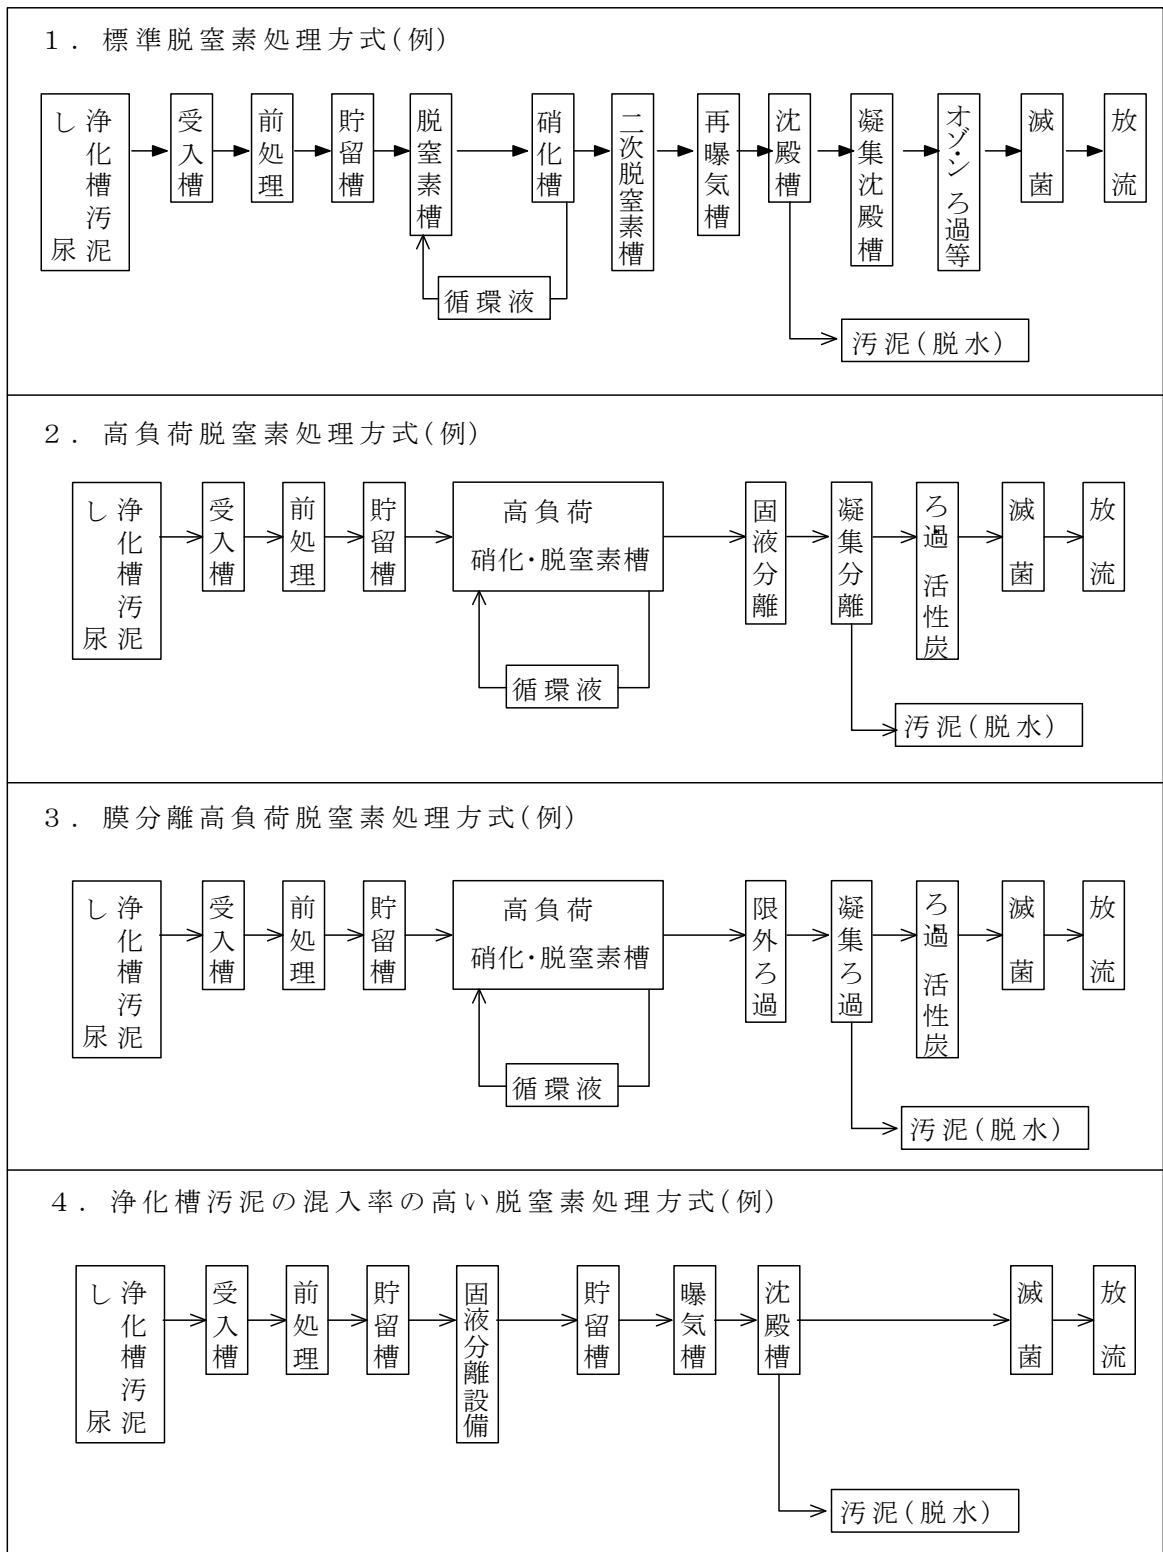 １．標準脱窒素処理方式(例)
し尿
浄化槽汚泥
受入槽
前処理
貯留槽
脱窒素槽
硝化槽
二次脱窒素槽
再曝気槽
沈殿槽
凝集沈殿槽
オゾン・ろ過等
滅菌
放流
循環液
汚泥(脱水)
２．高負荷脱窒素処理方式(例)
し尿
浄化槽汚泥
受入槽
前処理
貯留槽
高負荷
硝化・脱窒素槽
固液分離
凝集分離
ろ過・活性炭
滅菌
放流
循環液
汚泥(脱水)
３．膜分離高負荷脱窒素処理方式(例)
し尿
浄化槽汚泥
受入槽
前処理
貯留槽
高負荷
硝化・脱窒素槽
限外ろ過
凝集ろ過
ろ過・活性炭
滅菌
放流
循環液
汚泥(脱水)
４．浄化槽汚泥の混入率の高い脱窒素処理方式(例)
し尿
浄化槽汚泥
受入槽
前処理
貯留槽
固液分離設備
貯留槽
曝気槽
沈殿槽
滅菌
放流
汚泥(脱水)